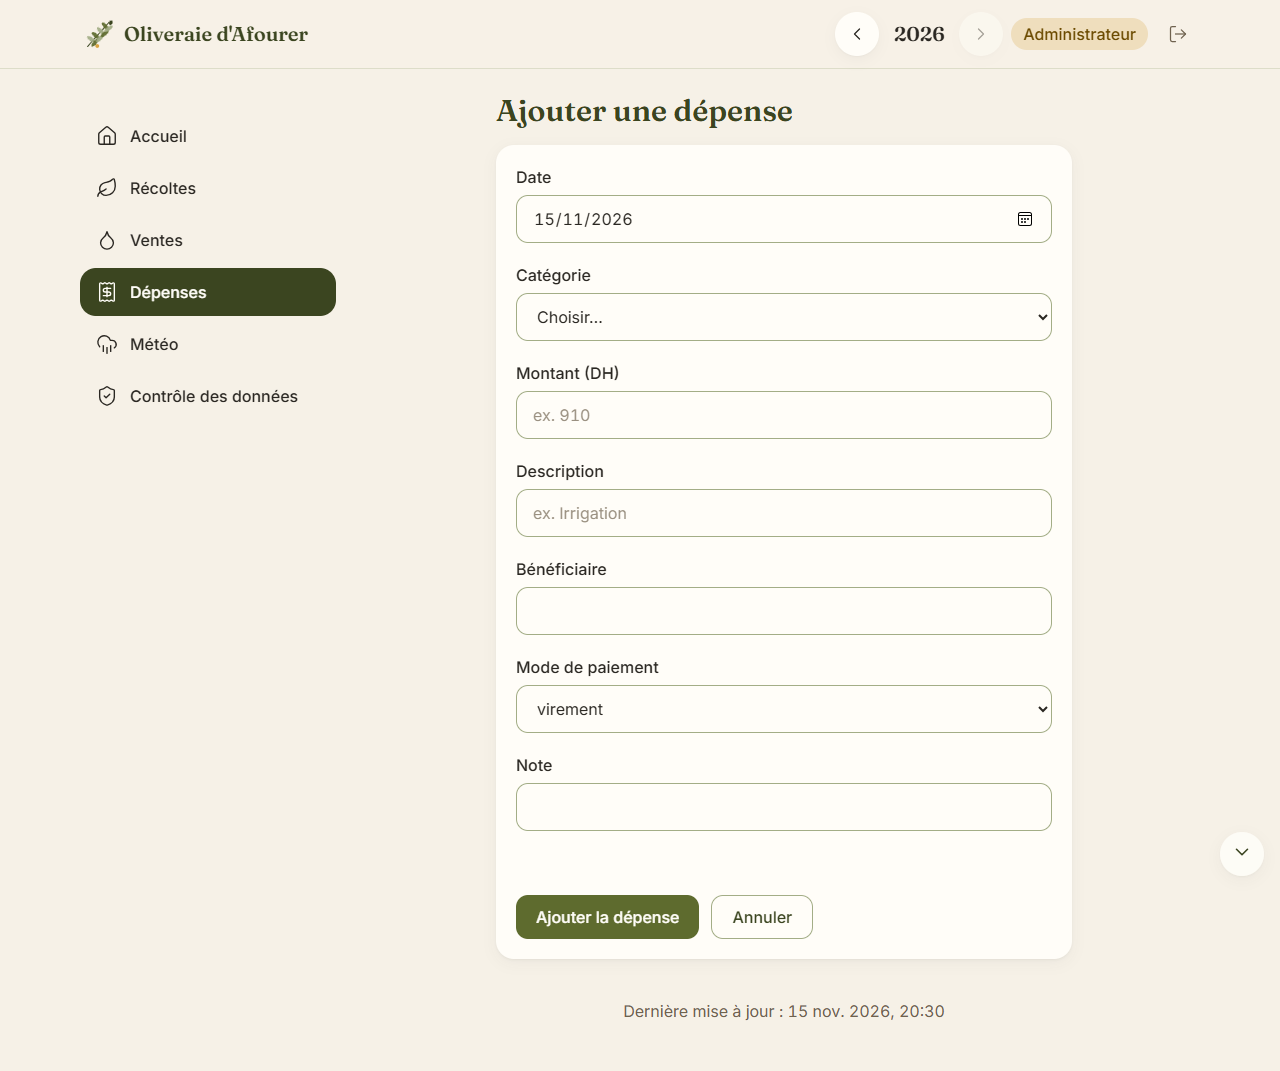 Oliveraie d'Afourer
2026
Administrateur
Accueil
Récoltes
Ventes
Dépenses
Météo
Contrôle des données
Ajouter une dépense
Date
15/11/2026
Catégorie
Choisir...
Montant (DH)
ex. 910
Description
ex. Irrigation
Bénéficiaire
Mode de paiement
virement
Note
Ajouter la dépense
Annuler
Dernière mise à jour : 15 nov. 2026, 20:30